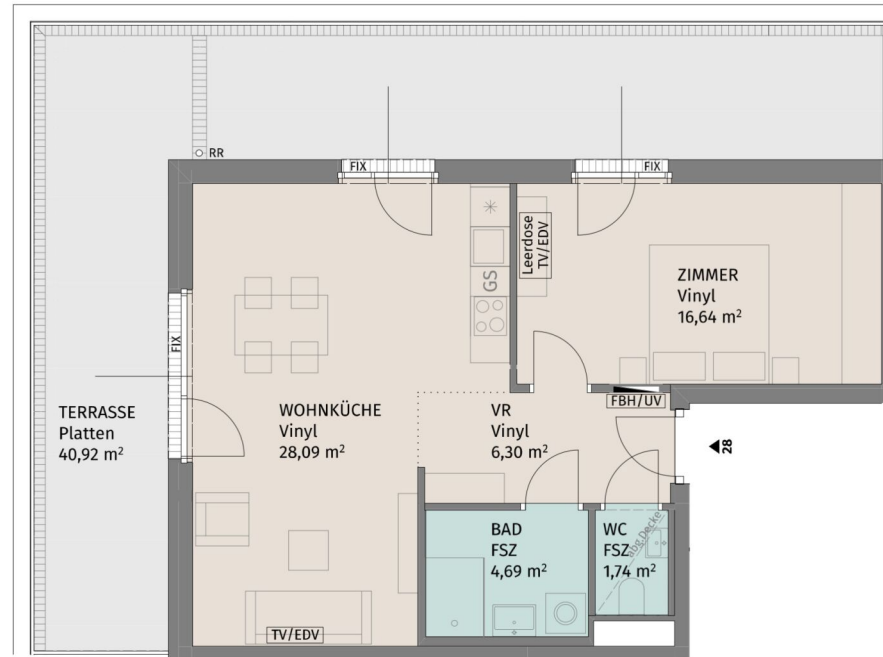 RR
FIX
FIX
Leerdose
TV/EDV
GS
ZIMMER
Vinyl
16,64 m²
FIX
TERRASSE
Platten
40,92 m²
WOHNKÜCHE
Vinyl
28,09 m²
VR
Vinyl
6,30 m²
FBH/UV
28
BAD
FSZ
4,69 m²
WC
FSZ
1,74 m²
abg.Decke
TV/EDV